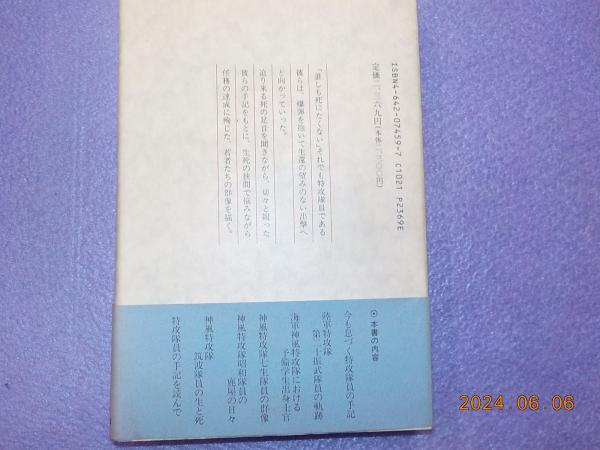 ISBN4-642-07459-7 C1021 P2369E
定価二、三六九円(本体二、三〇〇円)
「誰しも死にたくない」それでも特攻隊員である
彼らは、爆弾を抱いて生還の望みのない出撃へ
と向かっていった。
迫り来る死の足音を聞きながら、切々と綴った
彼らの手記をもとに、生死の狭間で悩みながら
任務の達成に殉じた、若者たちの群像を描く。
⦿本書の内容
今も息づく特攻隊員の手記
陸軍特攻隊
第二十振武隊員の軌跡
海軍神風特攻隊における
予備学生出身士官
神風特攻隊七生隊員の群像
神風特攻隊昭和隊員の
鹿屋の日々
神風特攻隊
筑波隊員の生と死
特攻隊員の手記を読んで
2024.06.06